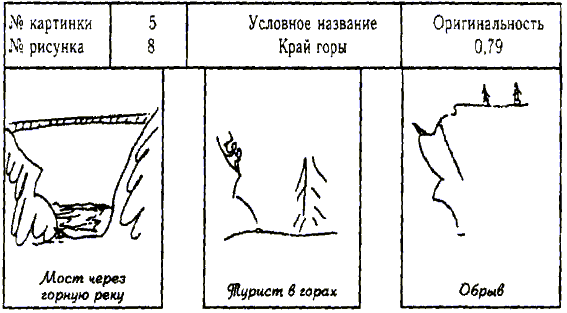 № картинки 5 Условное название Оригинальность
№ рисунка 8 Край горы 0,79
Мост через
горную реку
Турист в горах
Обрыв